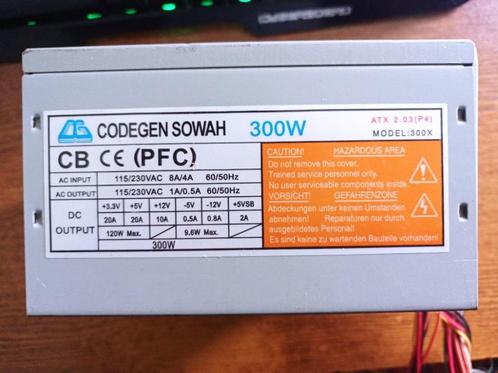 CG CODEGEN SOWAH 300W
ATX 2.03(P4)
MODEL:300X
CB CE (PFC)
AC INPUT 115/230VAC 8A/4A 60/50Hz
AC OUTPUT 115/230VAC 1A/0.5A 60/50Hz
DC OUTPUT
+3.3V +5V +12V -5V -12V +5VSB
20A 20A 10A 0.5A 0.8A 2A
120W Max. 9.6W Max.
300W
CAUTION! HAZARDOUS AREA
Do not remove this cover.
Trained service personnel only.
No user serviceable components inside.
VORSICHT! GEFAHRENZONE
Abdeckungen unter keinen Umständen
abnehmen! Reparaturen nur durch
ausgebildetes Personal!
Es sind keine zu wartenden Bauteile vorhanden!